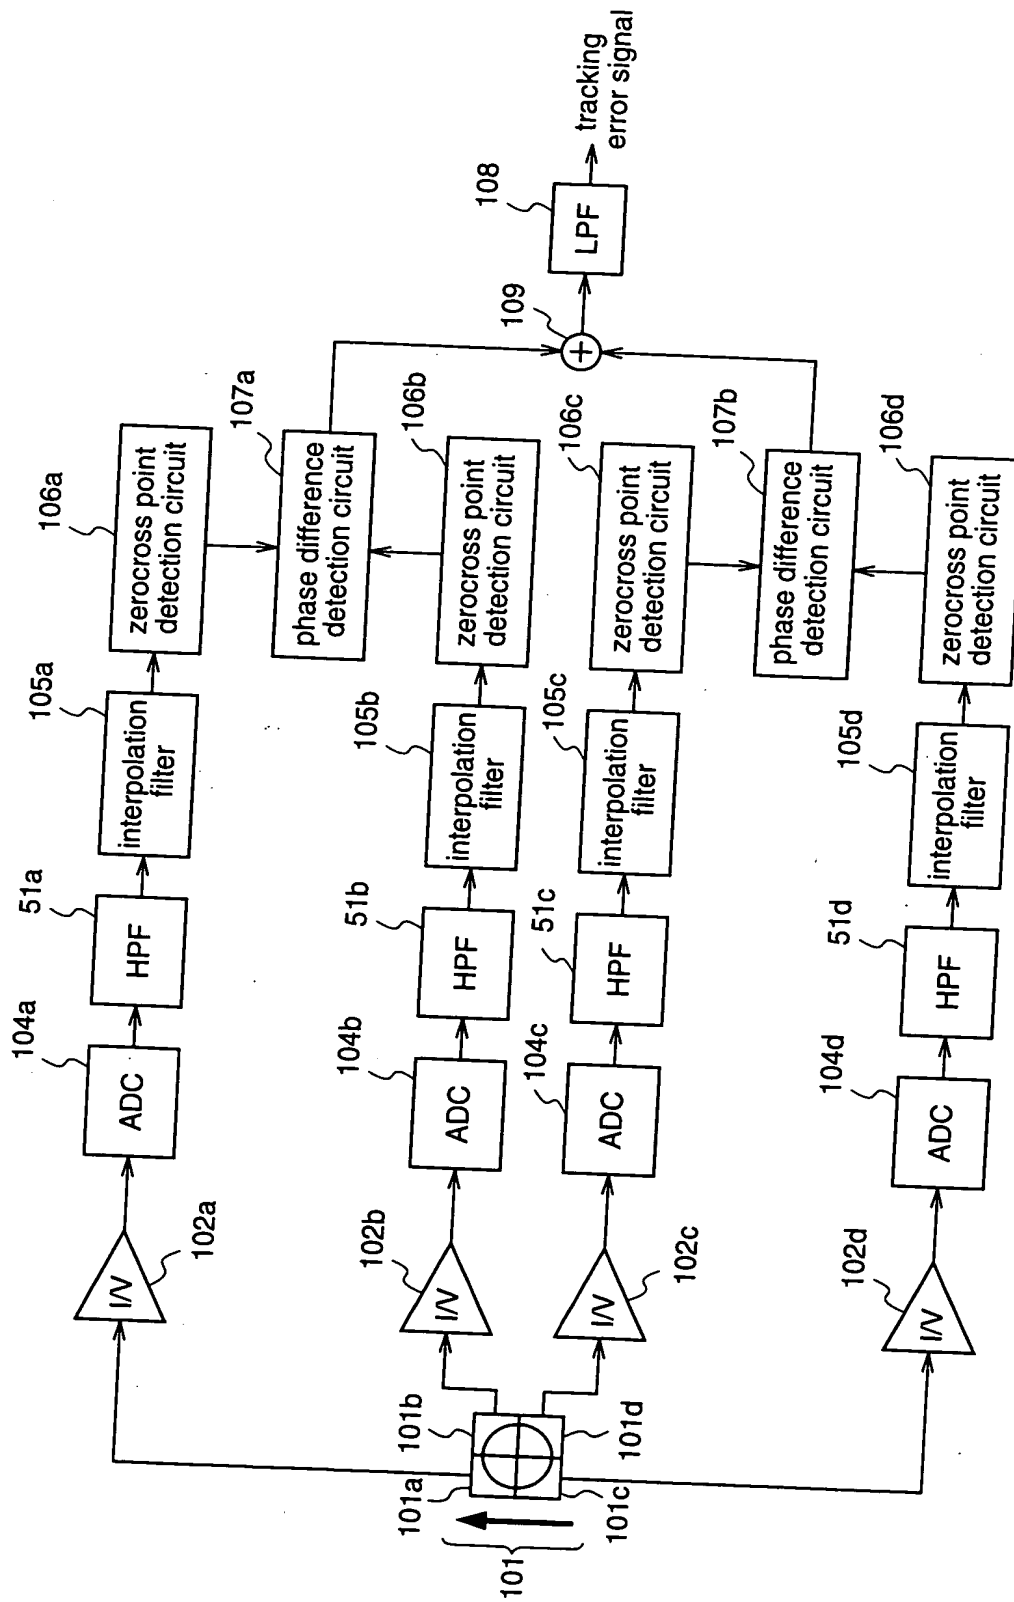 101
101a
101b
101c
101d
102a
I/V
104a
ADC
51a
HPF
105a
interpolation
filter
106a
zerocross point
detection circuit
107a
phase difference
detection circuit
102b
I/V
104b
ADC
51b
HPF
105b
interpolation
filter
106b
zerocross point
detection circuit
109
+
108
LPF
tracking
error signal
102c
I/V
104c
ADC
51c
HPF
105c
interpolation
filter
106c
zerocross point
detection circuit
107b
phase difference
detection circuit
102d
I/V
104d
ADC
51d
HPF
105d
interpolation
filter
106d
zerocross point
detection circuit